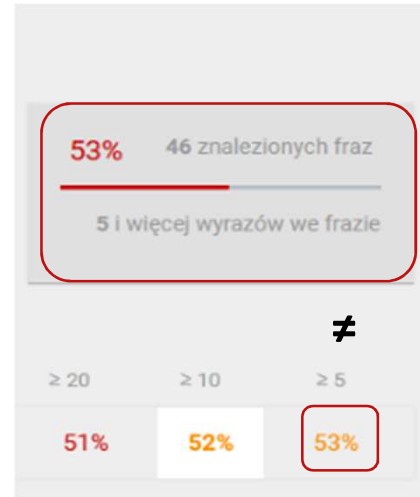 53% 46 znalezionych fraz
5 i więcej wyrazów we frazie
≠
≥ 20 ≥ 10 ≥ 5
51% 52% 53%